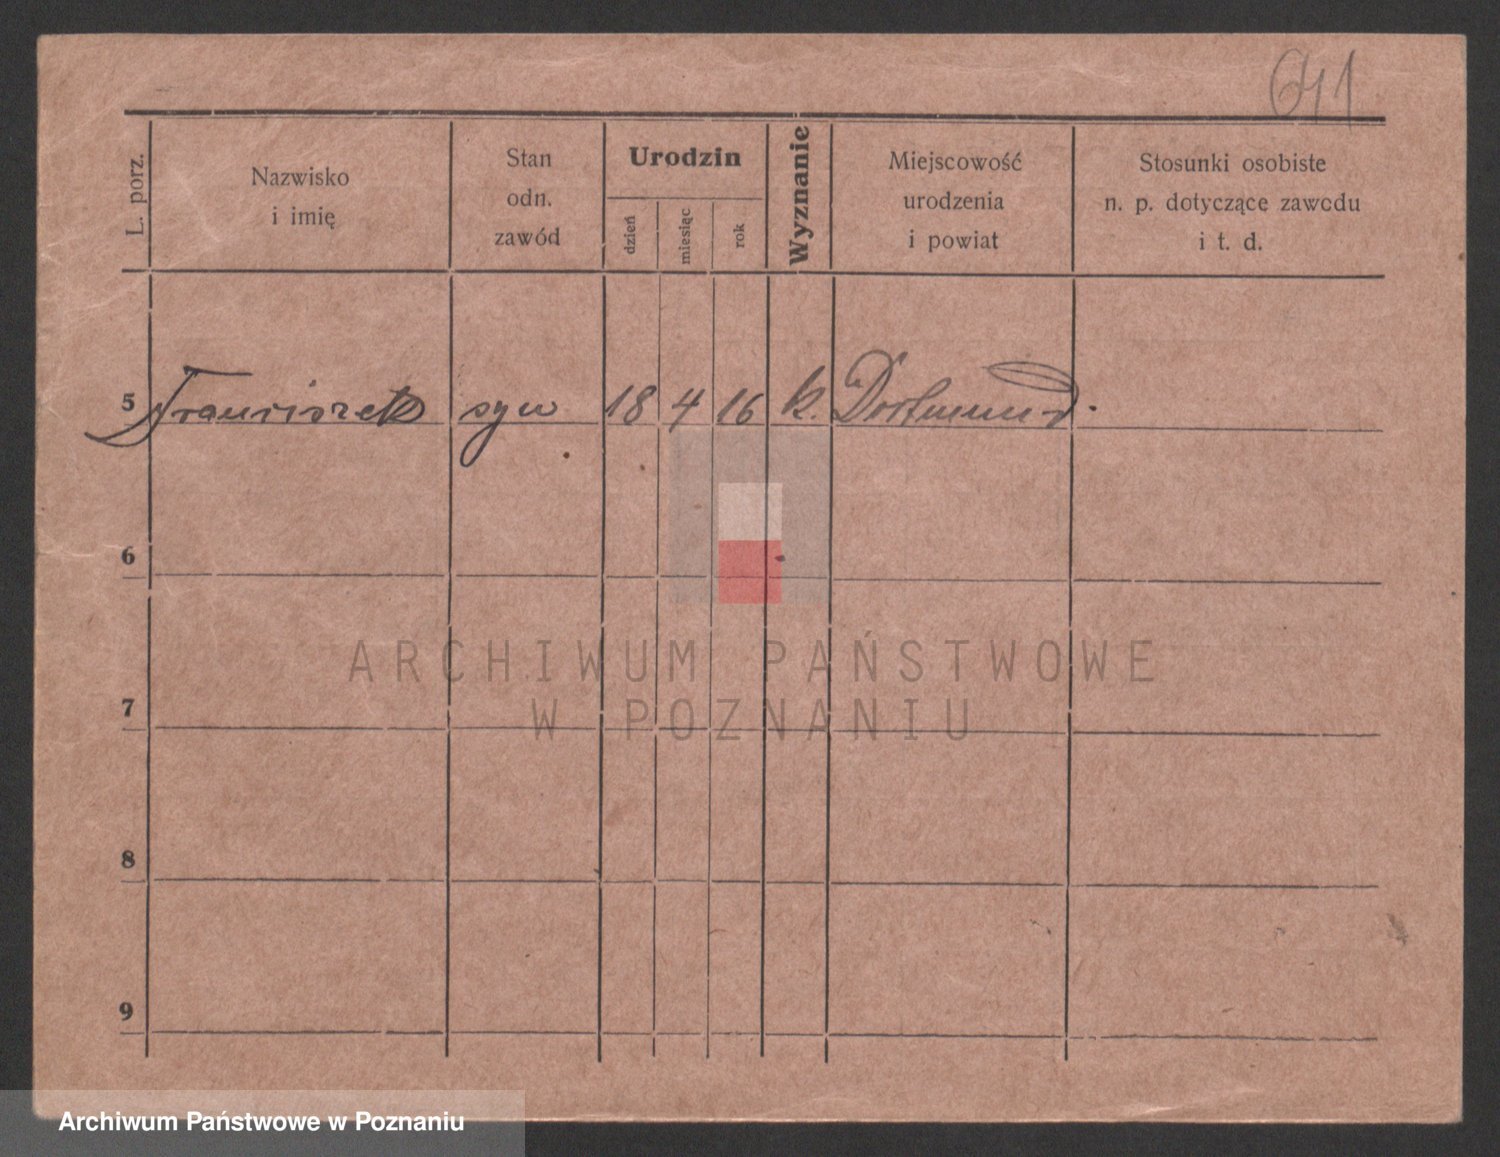 641
L. porz.
Nazwisko
i imię
Stan
odn.
zawód
Urodzin
dzień
miesiąc
rok
Wyznanie
Miejscowość
urodzenia
i powiat
Stosunki osobiste
n. p. dotyczące zawodu
i t. d.
5 Franciszek syn 18 4 16 k. Dortmund.
6
ARCHIWUM PAŃSTWOWE
W POZNANIU
7
8
9
Archiwum Państwowe w Poznaniu